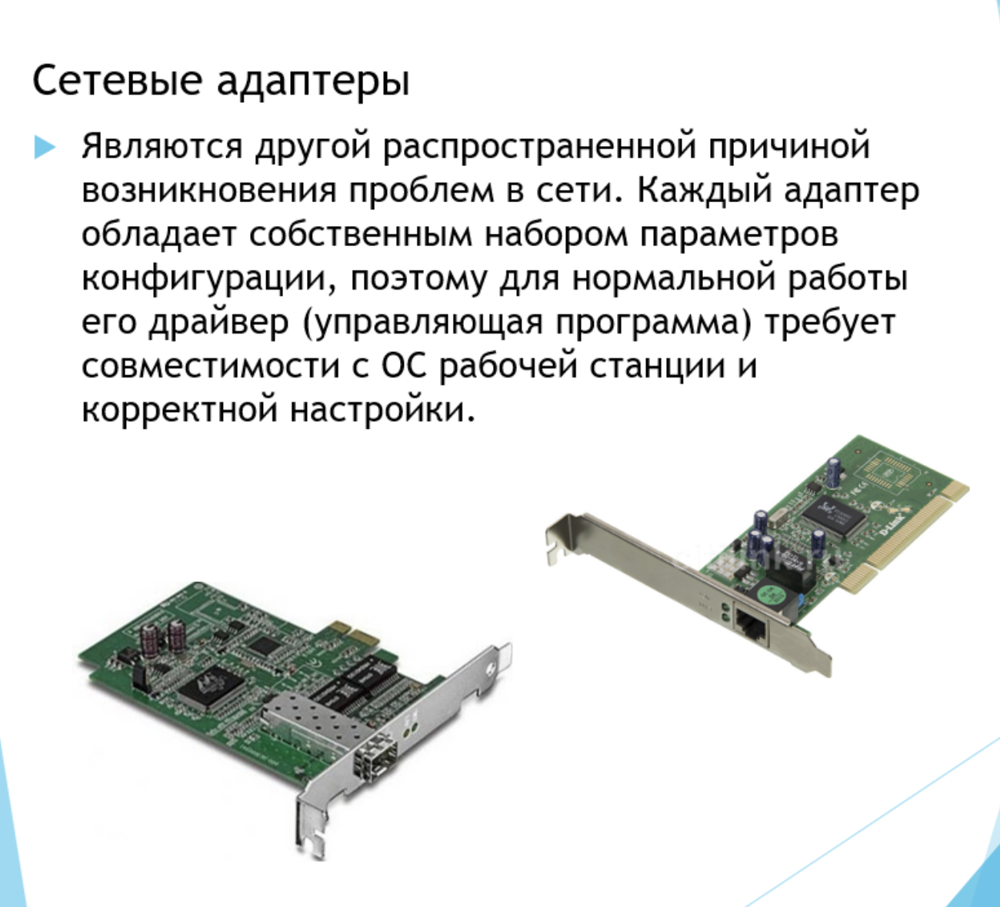 Сетевые адаптеры
Являются другой распространенной причиной
возникновения проблем в сети. Каждый адаптер
обладает собственным набором параметров
конфигурации, поэтому для нормальной работы
его драйвер (управляющая программа) требует
совместимости с ОС рабочей станции и
корректной настройки.
D-Link